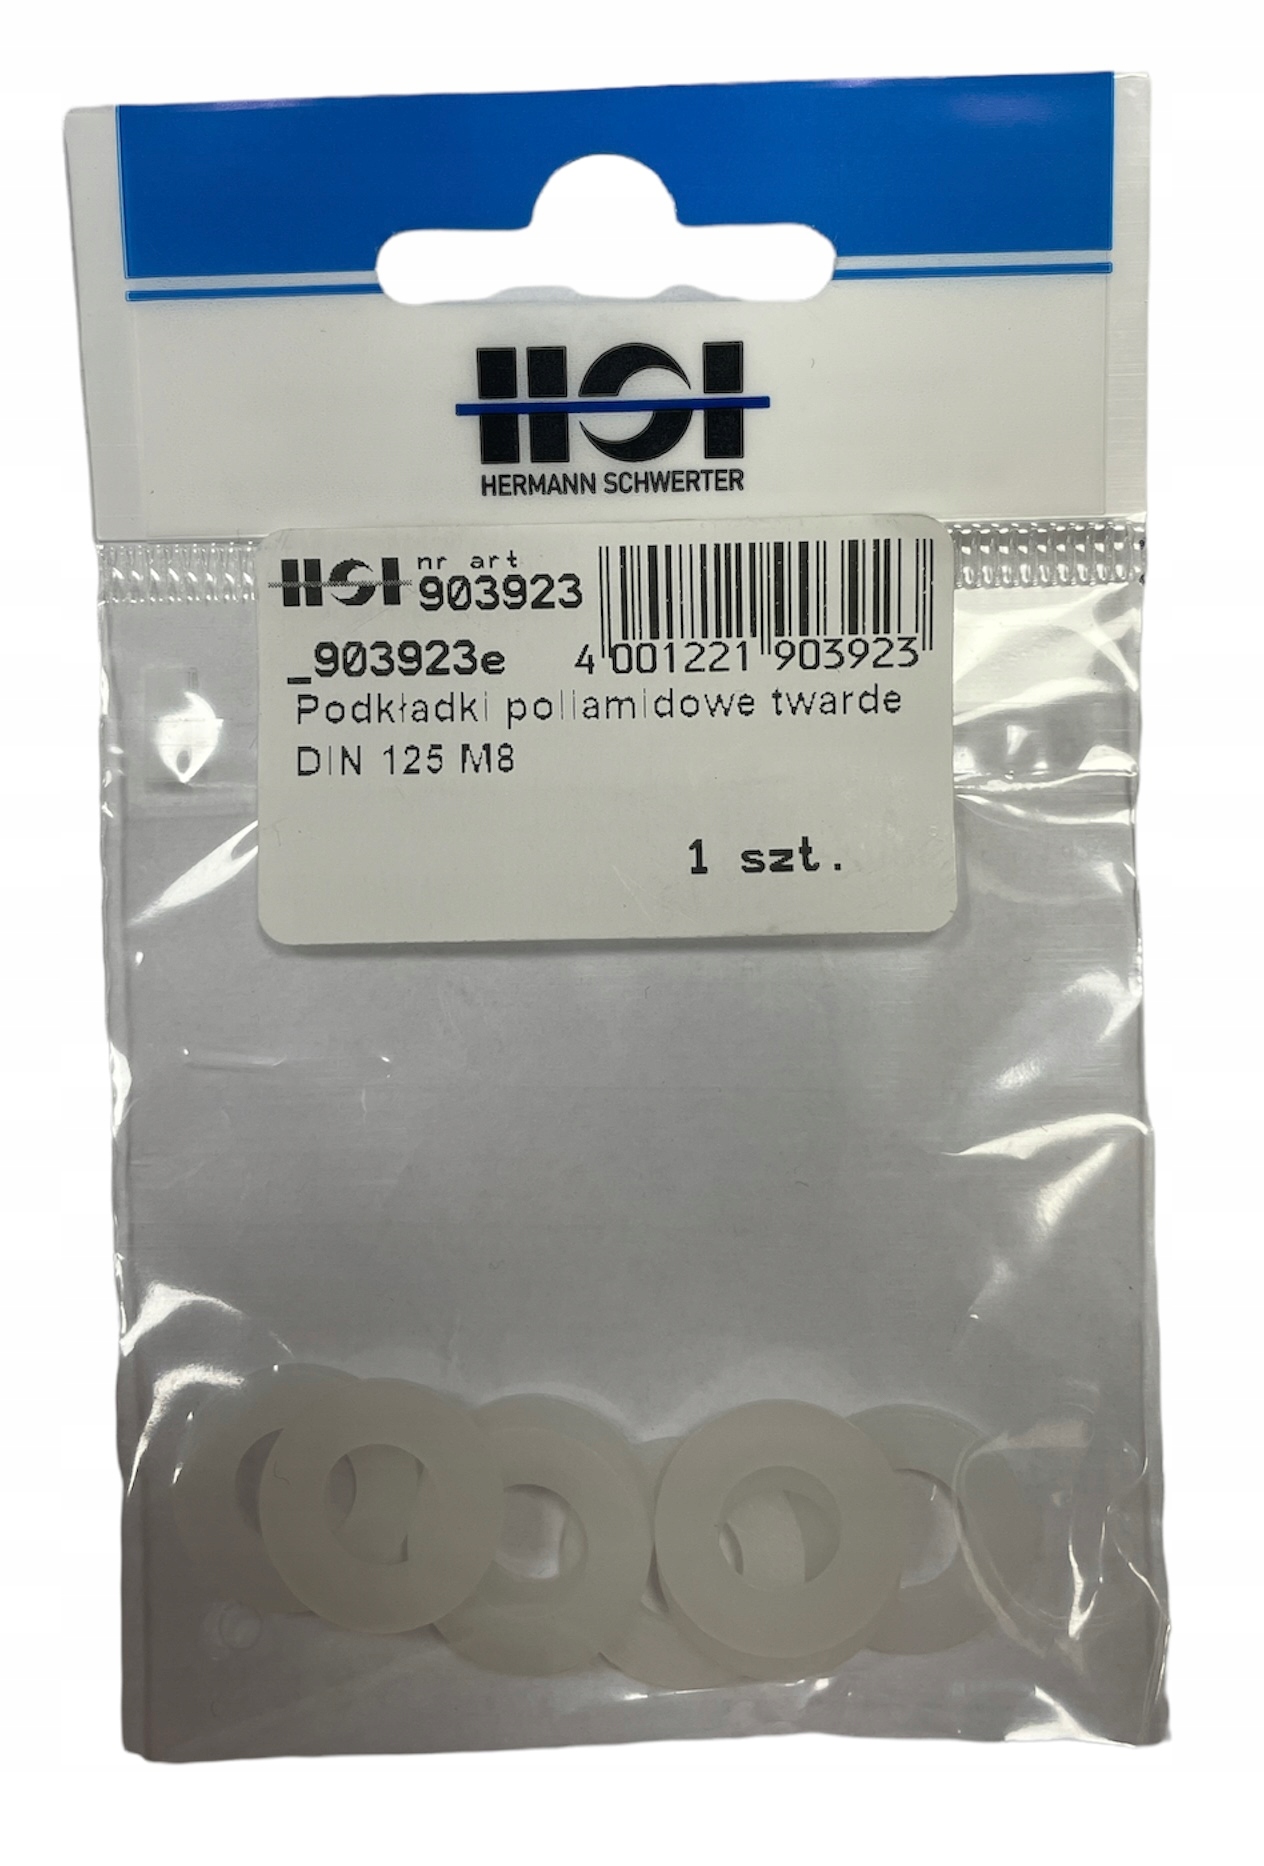 HSI
HERMANN SCHWERTER
HSI nr art
903923
_903923e
4 001221 903923
Podkładki poliamidowe twarde
DIN 125 M8
1 szt.